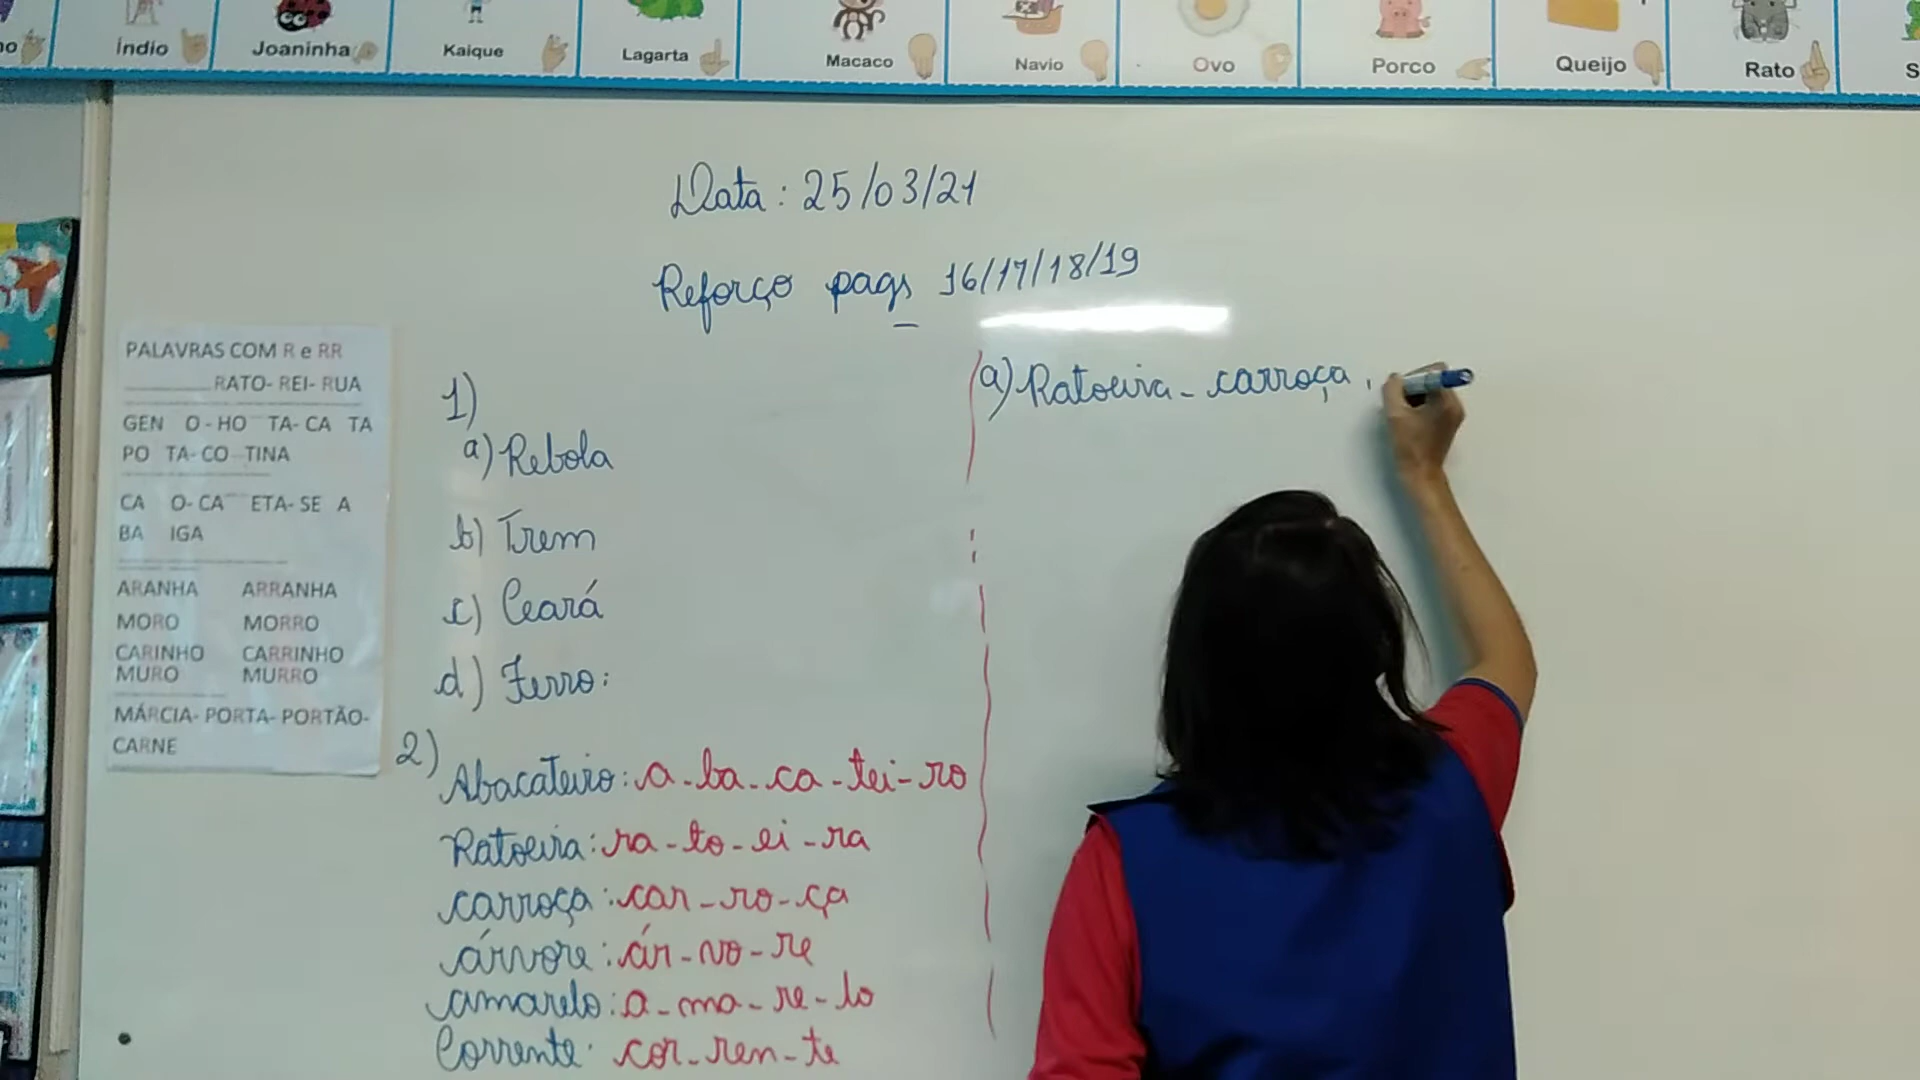 Índio Joaninha Kaique Lagarta Macaco Navio Ovo Porco Queijo Rato
Data: 25/03/21
Reforço pags 16/17/18/19
PALAVRAS COM R e RR
RATO- REI- RUA
GEN O - HO TA- CA TA
PO TA- CO TINA
CA O- CA ETA- SE A
BA IGA
ARANHA ARRANHA
MORO MORRO
CARINHO CARRINHO
MURO MURRO
MÁRCIA- PORTA- PORTÃO-
CARNE
1)
a) Rebola
b) Trem
c) Ceará
d) Ferro:
2)
Abacateiro: a-ba-ca-tei-ro
Ratoeira: ra-to-ei-ra
carroça: car-ro-ça
árvore: ár-vo-re
amarelo: a-ma-re-lo
Corrente: cor-ren-te
a) Ratoeira - carroça,